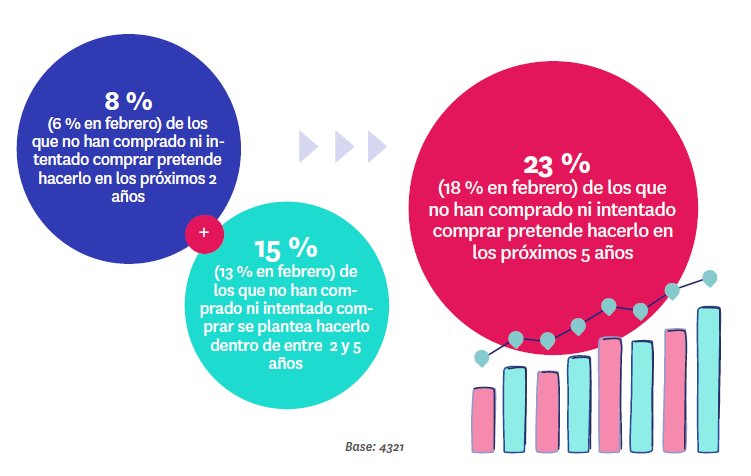 8 %
(6 % en febrero) de los
que no han comprado ni in-
tentado comprar pretende
hacerlo en los próximos 2
años
+
15 %
(13 % en febrero) de
los que no han com-
prado ni intentado com-
prar se plantea hacerlo
dentro de entre 2 y 5
años
23 %
(18 % en febrero) de los que
no han comprado ni intentado
comprar pretende hacerlo en
los próximos 5 años
Base: 4321